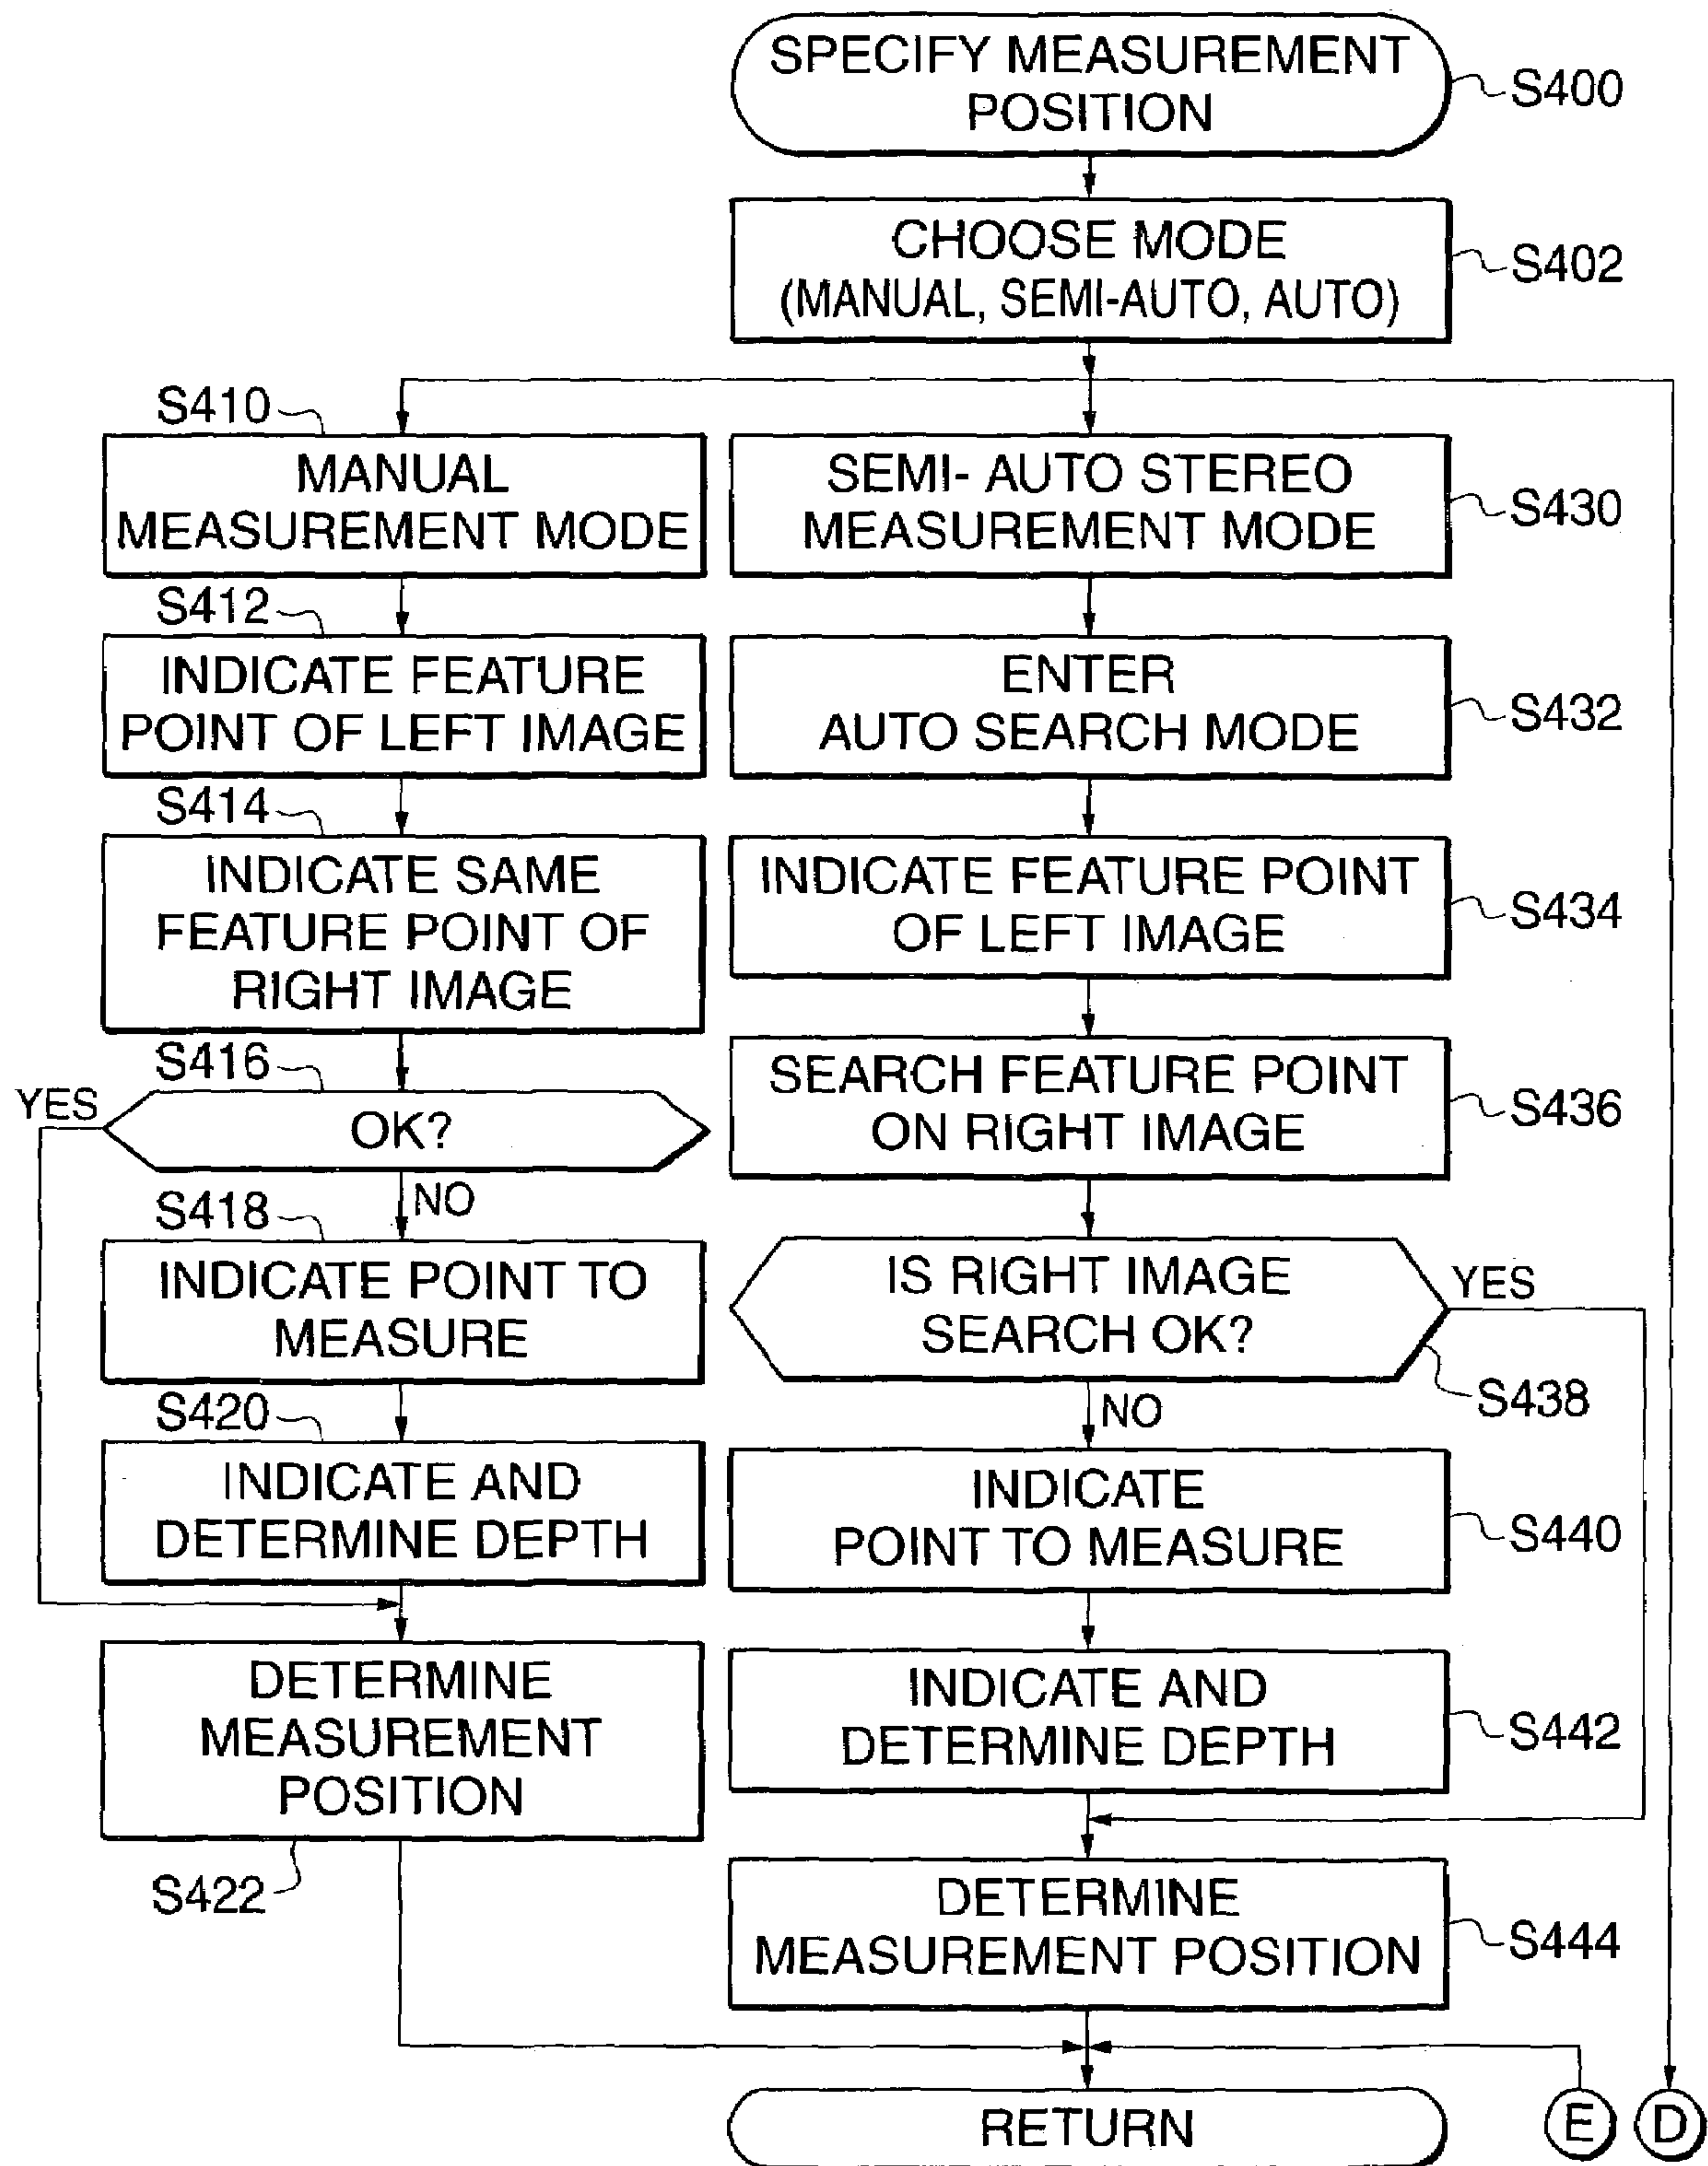 SPECIFY MEASUREMENT
POSITION
S400
CHOOSE MODE
(MANUAL, SEMI-AUTO, AUTO)
S402
S410
MANUAL
MEASUREMENT MODE
S412
INDICATE FEATURE
POINT OF LEFT IMAGE
S414
INDICATE SAME
FEATURE POINT OF
RIGHT IMAGE
S416
YES
OK?
NO
S418
INDICATE POINT TO
MEASURE
S420
INDICATE AND
DETERMINE DEPTH
DETERMINE
MEASUREMENT
POSITION
S422
SEMI- AUTO STEREO
MEASUREMENT MODE
S430
ENTER
AUTO SEARCH MODE
S432
INDICATE FEATURE POINT
OF LEFT IMAGE
S434
SEARCH FEATURE POINT
ON RIGHT IMAGE
S436
IS RIGHT IMAGE
SEARCH OK?
YES
S438
NO
INDICATE
POINT TO MEASURE
S440
INDICATE AND
DETERMINE DEPTH
S442
DETERMINE
MEASUREMENT POSITION
S444
RETURN
E
D